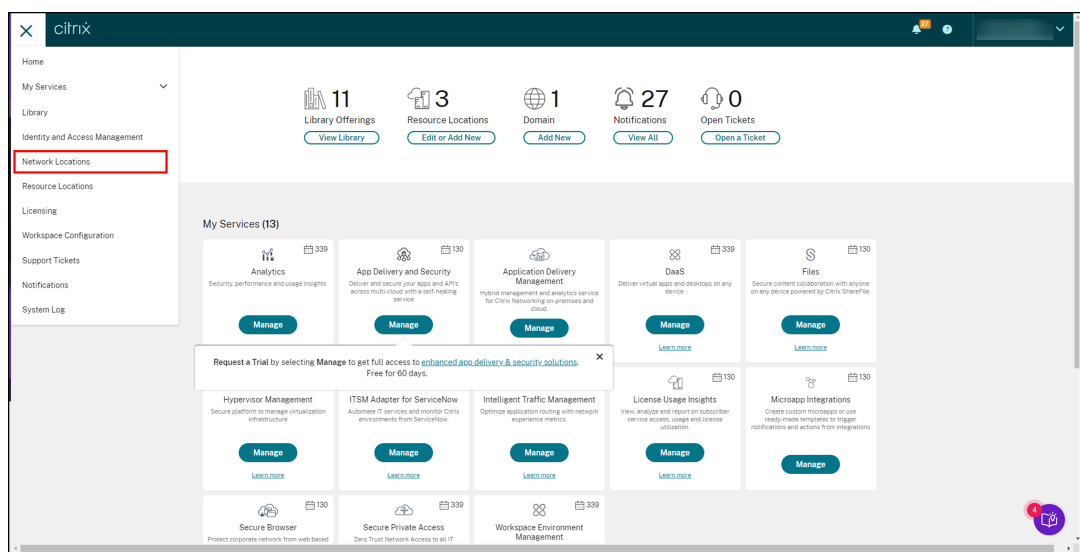 citrix
27
Home
My Services
Library
Identity and Access Management
Network Locations
Resource Locations
Licensing
Workspace Configuration
Support Tickets
Notifications
System Log
11
Library Offerings
View Library
3
Resource Locations
Edit or Add New
1
Domain
Add New
27
Notifications
View All
0
Open Tickets
Open a Ticket
My Services (13)
339
Analytics
Security, performance and usage insights.
Manage
130
App Delivery and Security
Deliver and secure your apps and API's
across multi-cloud with a self-healing
service
Manage
Application Delivery
Management
Hybrid management and analytics service
for Citrix Networking on-premises and
cloud.
Manage
339
DaaS
Deliver virtual apps and desktops on any
device.
Manage
Learn more
130
Files
Secure content collaboration with anyone
on any device powered by Citrix ShareFile.
Manage
Learn more
Request a Trial by selecting Manage to get full access to enhanced app delivery & security solutions.
Free for 60 days.
Hypervisor Management
Secure platform to manage virtualization
infrastructure
Manage
Learn more
ITSM Adapter for ServiceNow
Automate IT services and monitor Citrix
environments from ServiceNow.
Manage
Learn more
Intelligent Traffic Management
Optimize application routing with network
experience metrics.
Manage
Learn more
130
License Usage Insights
View, analyze and report on subscriber
service access, usage and license
utilization.
Manage
Learn more
130
Microapp Integrations
Create custom microapps or use
ready-made templates to trigger
notifications and actions from integrations
Manage
130
Secure Browser
Protect corporate network from web based
339
Secure Private Access
Zero Trust Network Access to all IT
339
Workspace Environment
Management
4